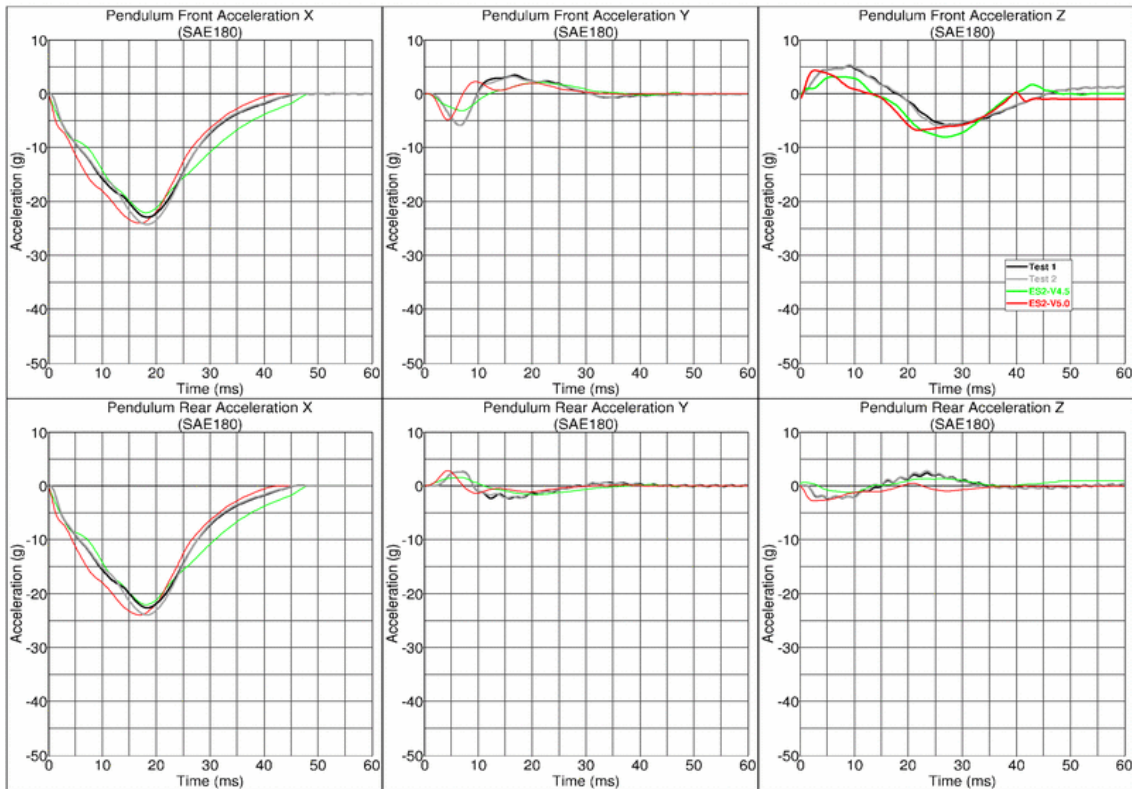 Pendulum Front Acceleration X
(SAE180)
10
0
-10
-20
-30
-40
-50
Acceleration (g)
0 10 20 30 40 50 60
Time (ms)
Pendulum Front Acceleration Y
(SAE180)
10
0
-10
-20
-30
-40
-50
Acceleration (g)
0 10 20 30 40 50 60
Time (ms)
Pendulum Front Acceleration Z
(SAE180)
10
0
-10
-20
-30
-40
-50
Acceleration (g)
Test 1
Test 2
ES2-V4.5
ES2-V5.0
0 10 20 30 40 50 60
Time (ms)
Pendulum Rear Acceleration X
(SAE180)
10
0
-10
-20
-30
-40
-50
Acceleration (g)
0 10 20 30 40 50 60
Time (ms)
Pendulum Rear Acceleration Y
(SAE180)
10
0
-10
-20
-30
-40
-50
Acceleration (g)
0 10 20 30 40 50 60
Time (ms)
Pendulum Rear Acceleration Z
(SAE180)
10
0
-10
-20
-30
-40
-50
Acceleration (g)
0 10 20 30 40 50 60
Time (ms)